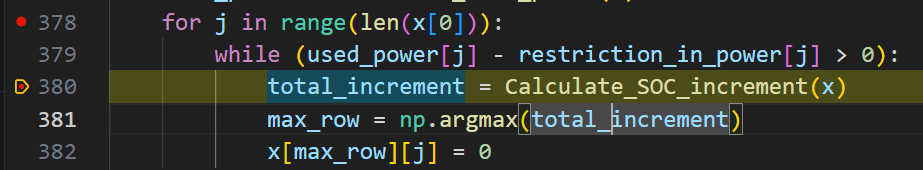 378 for j in range(len(x[0])):
379 while (used_power[j] - restriction_in_power[j] > 0):
380 total_increment = Calculate_SOC_increment(x)
381 max_row = np.argmax(total_increment)
382 x[max_row][j] = 0